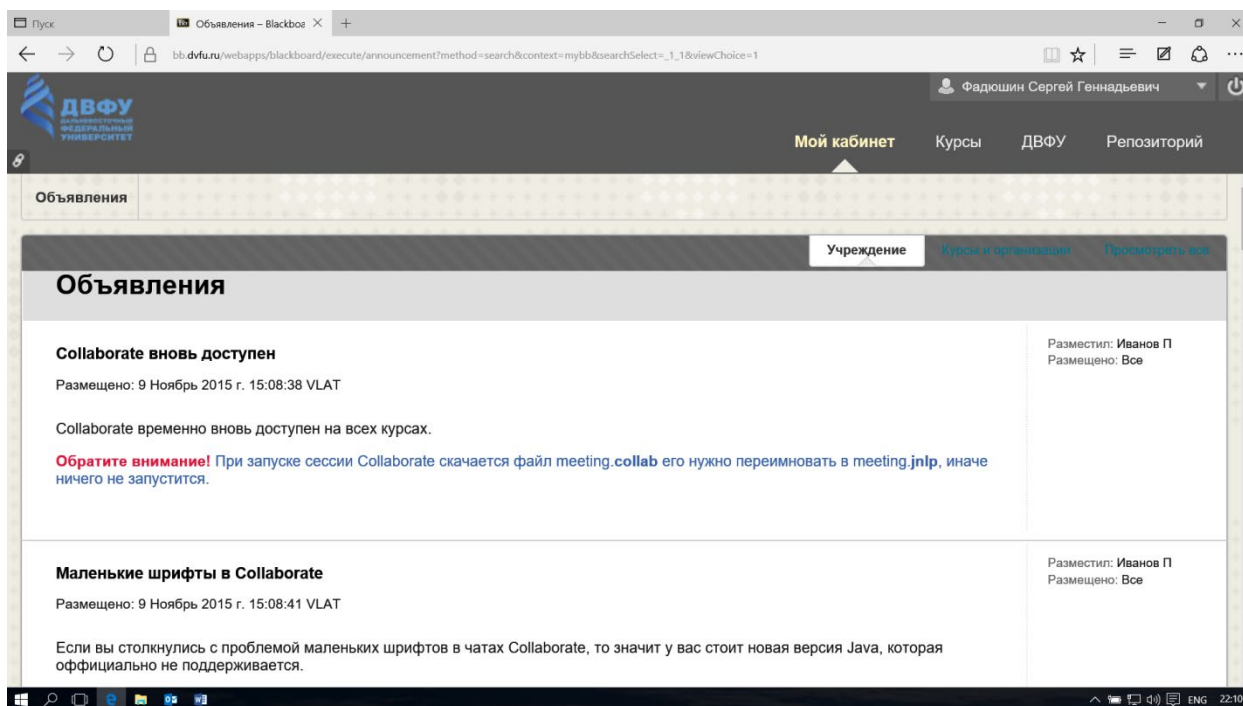 Пуск
Объявления – Blackboa
bb.dvfu.ru/webapps/blackboard/execute/announcement?method=search&context=mybb&searchSelect=_1_1&viewChoice=1
Фадюшин Сергей Геннадьевич
ДВФУ
ДАЛЬНЕВОСТОЧНЫЙ
ФЕДЕРАЛЬНЫЙ
УНИВЕРСИТЕТ
Мой кабинет Курсы ДВФУ Репозиторий
Объявления
Учреждение Курсы и организации Просмотреть все
Объявления
Collaborate вновь доступен
Размещено: 9 Ноябрь 2015 г. 15:08:38 VLAT
Разместил: Иванов П
Размещено: Все
Collaborate временно вновь доступен на всех курсах.
Обратите внимание! При запуске сессии Collaborate скачается файл meeting.collab его нужно переимновать в meeting.jnlp, иначе
ничего не запустится.
Маленькие шрифты в Collaborate
Размещено: 9 Ноябрь 2015 г. 15:08:41 VLAT
Разместил: Иванов П
Размещено: Все
Если вы столкнулись с проблемой маленьких шрифтов в чатах Collaborate, то значит у вас стоит новая версия Java, которая
оффициально не поддерживается.
ENG 22:10